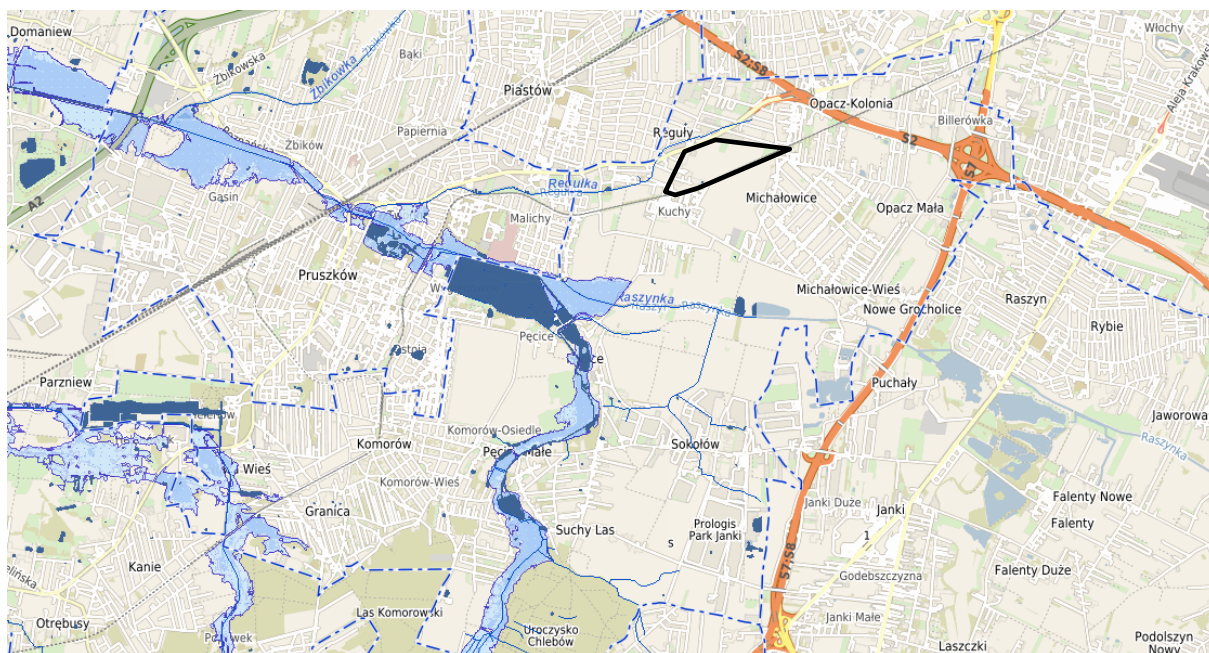 Domaniew
Bąki
Żbikowska
Żbikówka
S2;S8
Włochy
Aleja Krakowsk
Piastów
Opacz-Kolonia
Billerówka
Papiernia
Reguły
Żbików
S2
S7
Regulka
A2
Gąsin
Malichy
Kuchy
Michałowice
Opacz Mała
Pruszków
Michałowice-Wieś
Raszynka
Raszynka
Nowe Grocholice
Raszyn
Rybie
Pęcice
Parzniew
Puchały
Jaworowa
Komorów-Osiedle
Komorów
Sokołów
Raszynka
Pęcice Małe
Wieś
Komorów-Wieś
Granica
Suchy Las
Prologis
Park Janki
Janki Duże
Janki
Falenty Nowe
Falenty
S
1
S7;S8
Kanie
Godebszczyzna
Falenty Duże
Las Komorowski
Otrębusy
Uroczysko
Chlebów
Janki Małe
Laszczki
Podolszyn
Nowy